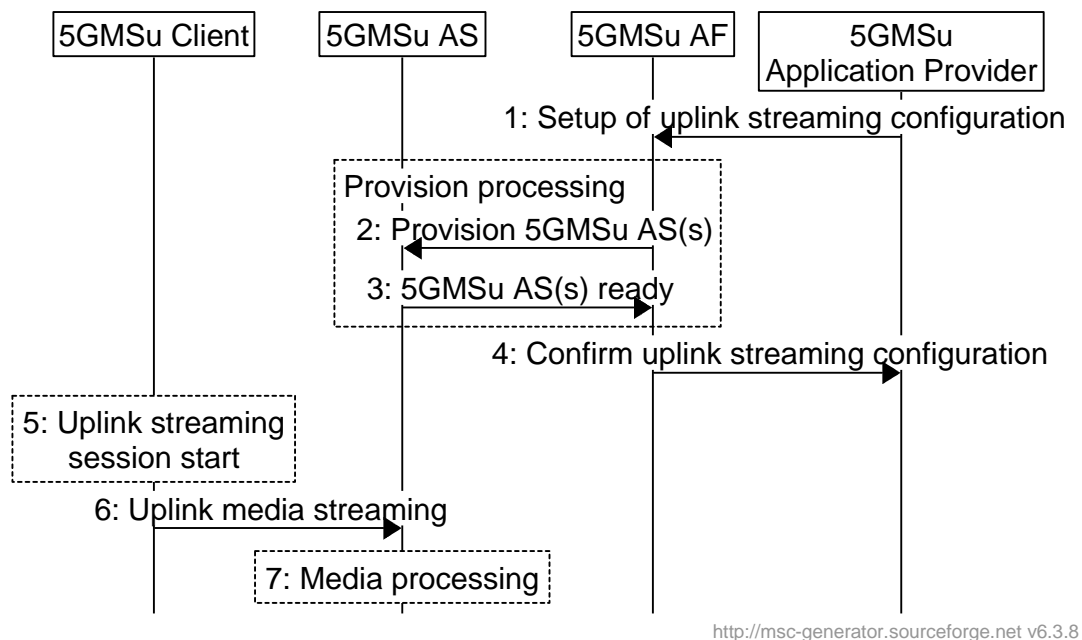 5GMSu Client
5GMSu AS
5GMSu AF
5GMSu
Application Provider
1: Setup of uplink streaming configuration
Provision processing
2: Provision 5GMSu AS(s)
3: 5GMSu AS(s) ready
4: Confirm uplink streaming configuration
5: Uplink streaming
session start
6: Uplink media streaming
7: Media processing
http://msc-generator.sourceforge.net v6.3.8